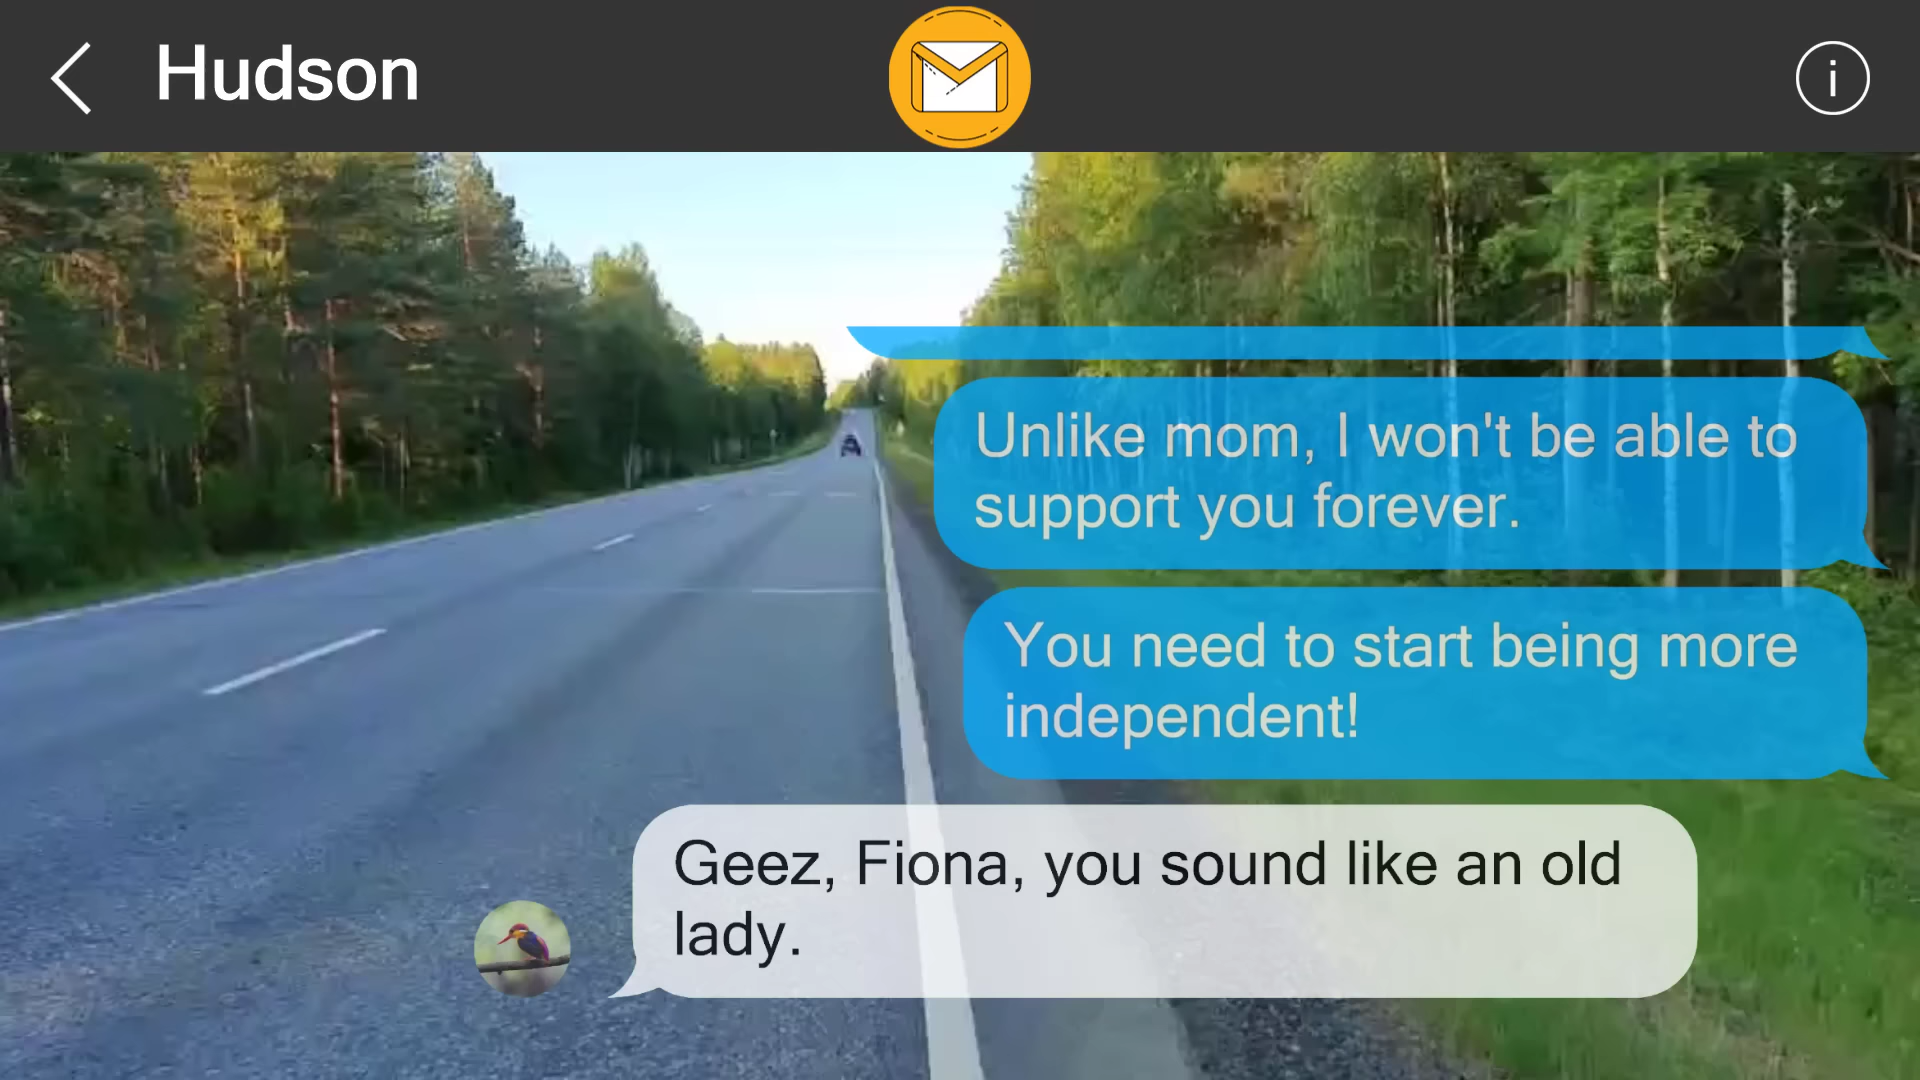 Hudson
i
Unlike mom, I won't be able to
support you forever.
You need to start being more
independent!
Geez, Fiona, you sound like an old
lady.